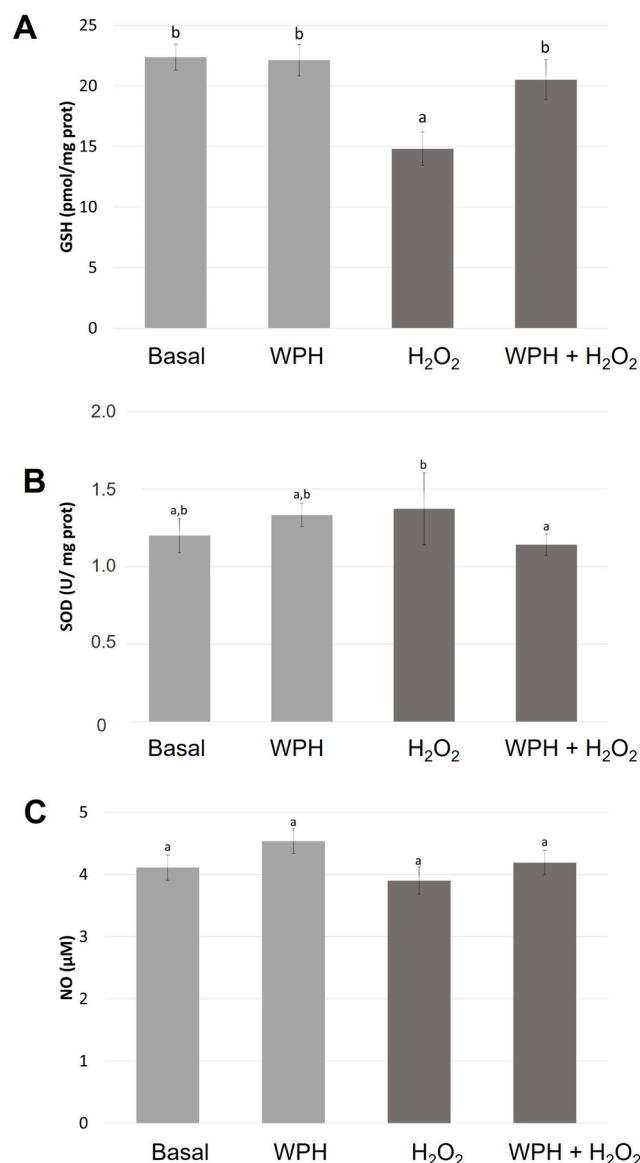 A
GSH (pmol/mg prot)
25
20
15
10
5
0
b
b
a
b
Basal WPH H₂O₂ WPH + H₂O₂
B
SOD (U/ mg prot)
2.0
1.5
1.0
0.5
0
a,b
a,b
b
a
Basal WPH H₂O₂ WPH + H₂O₂
C
NO (μM)
5
4
3
2
1
0
a
a
a
a
Basal WPH H₂O₂ WPH + H₂O₂